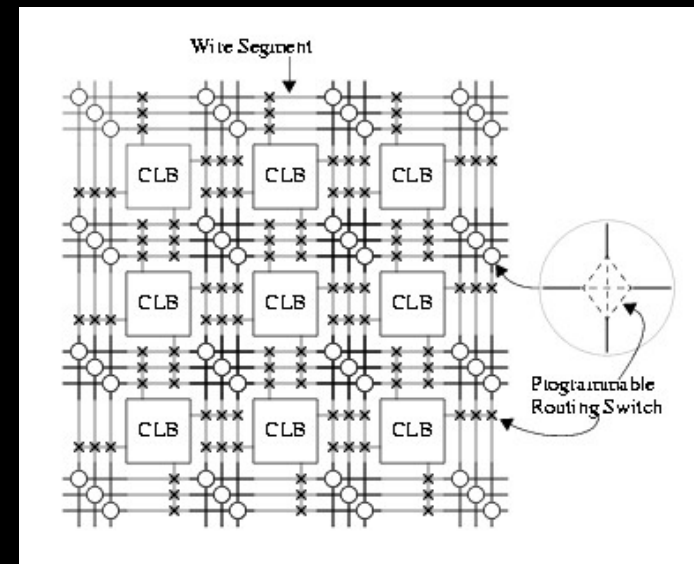 Wire Segment
CLB CLB CLB
CLB CLB CLB
CLB CLB CLB
Programmable
Routing Switch